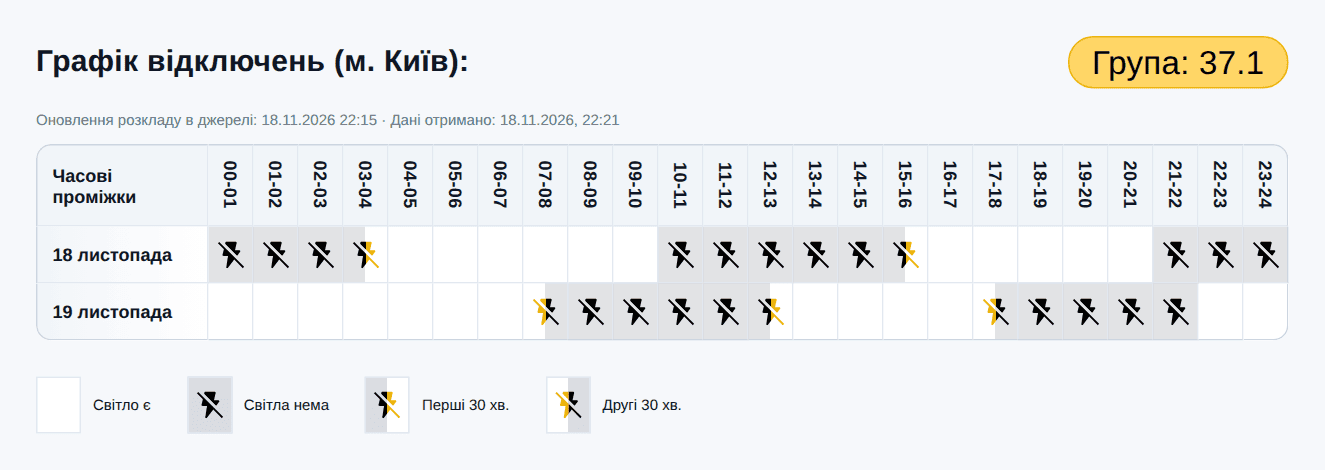 Графік відключень (м. Київ):
Група: 37.1
Оновлення розкладу в джерелі: 18.11.2026 22:15 · Дані отримано: 18.11.2026, 22:21
Часові
проміжки
00-01
01-02
02-03
03-04
04-05
05-06
06-07
07-08
08-09
09-10
10-11
11-12
12-13
13-14
14-15
15-16
16-17
17-18
18-19
19-20
20-21
21-22
22-23
23-24
18 листопада
19 листопада
Світло є
Світла нема
Перші 30 хв.
Другі 30 хв.